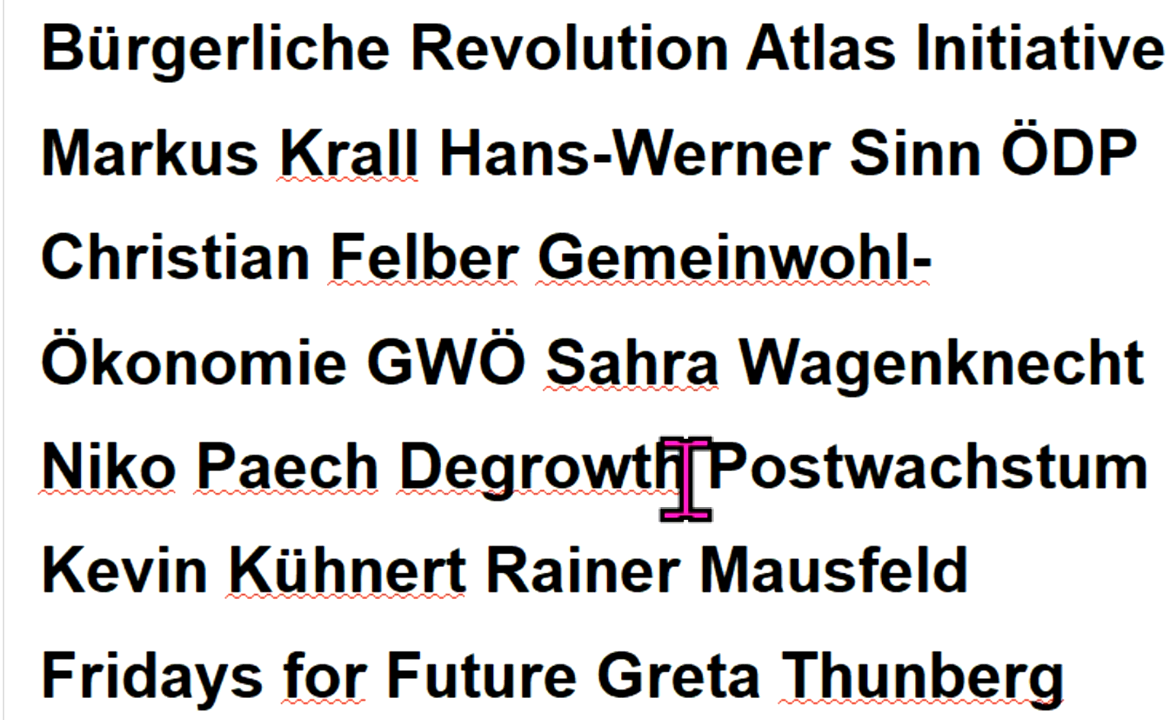 Bürgerliche Revolution Atlas Initiative
Markus Krall Hans-Werner Sinn ÖDP
Christian Felber Gemeinwohl-
Ökonomie GWÖ Sahra Wagenknecht
Niko Paech Degrowth Postwachstum
Kevin Kühnert Rainer Mausfeld
Fridays for Future Greta Thunberg